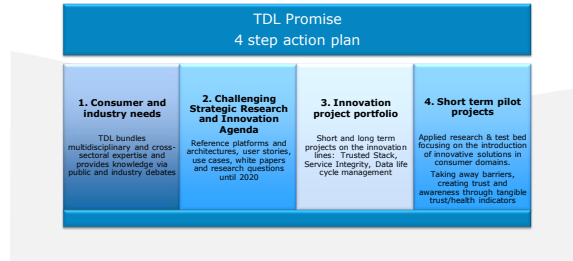 TDL Promise
4 step action plan
1. Consumer and
industry needs
TDL bundles
multidisciplinary and cross-
sectoral expertise and
provides knowledge via
public and industry debates
2. Challenging
Strategic Research
and Innovation
Agenda
Reference platforms and
architectures, user stories,
use cases, white papers
and research questions
until 2020
3. Innovation
project portfolio
Short and long term
projects on the innovation
lines: Trusted Stack,
Service Integrity, Data life
cycle management
4. Short term pilot
projects
Applied research & test bed
focusing on the introduction
of innovative solutions in
consumer domains.
Taking away barriers,
creating trust and
awareness through tangible
trust/health indicators